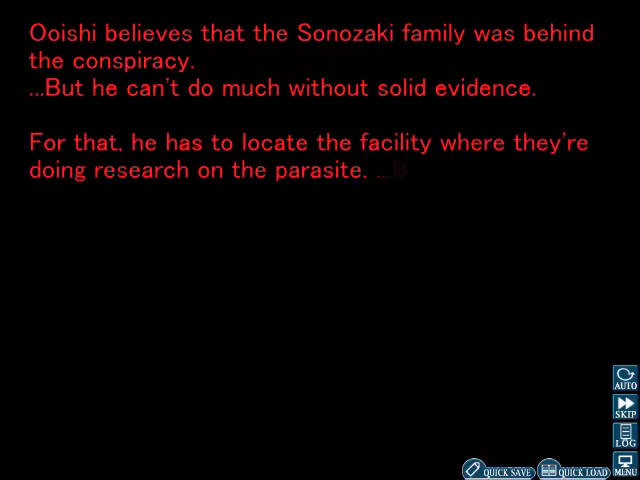 Ooishi believes that the Sonozaki family was behind
the conspiracy.
...But he can't do much without solid evidence.
For that, he has to locate the facility where they're
doing research on the parasite. ...
AUTO
SKIP
LOG
MENU
QUICK SAVE
QUICK LOAD